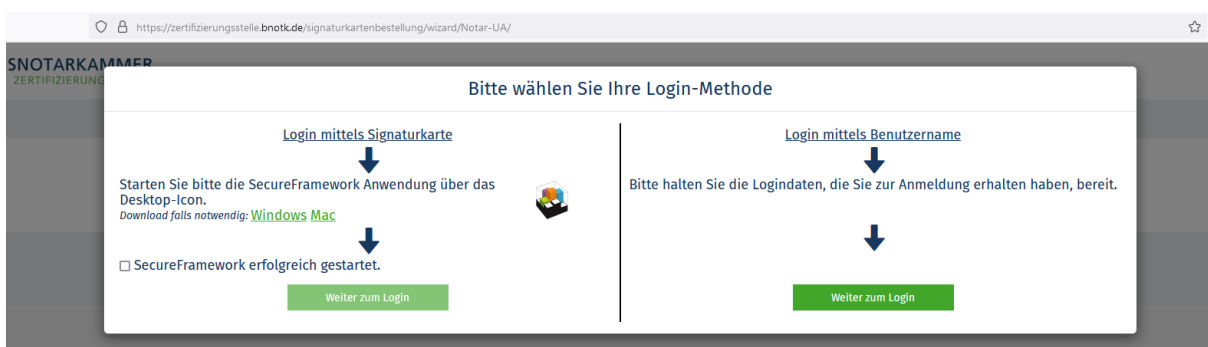 https://zertifizierungsstelle.bnotk.de/signaturkartenbestellung/wizard/Notar-UA/
SNOTARKAMMER
ZERTIFIZIERUNG
Bitte wählen Sie Ihre Login-Methode
Login mittels Signaturkarte
Starten Sie bitte die SecureFramework Anwendung über das
Desktop-Icon.
Download falls notwendig: Windows Mac
SecureFramework erfolgreich gestartet.
Weiter zum Login
Login mittels Benutzername
Bitte halten Sie die Logindaten, die Sie zur Anmeldung erhalten haben, bereit.
Weiter zum Login